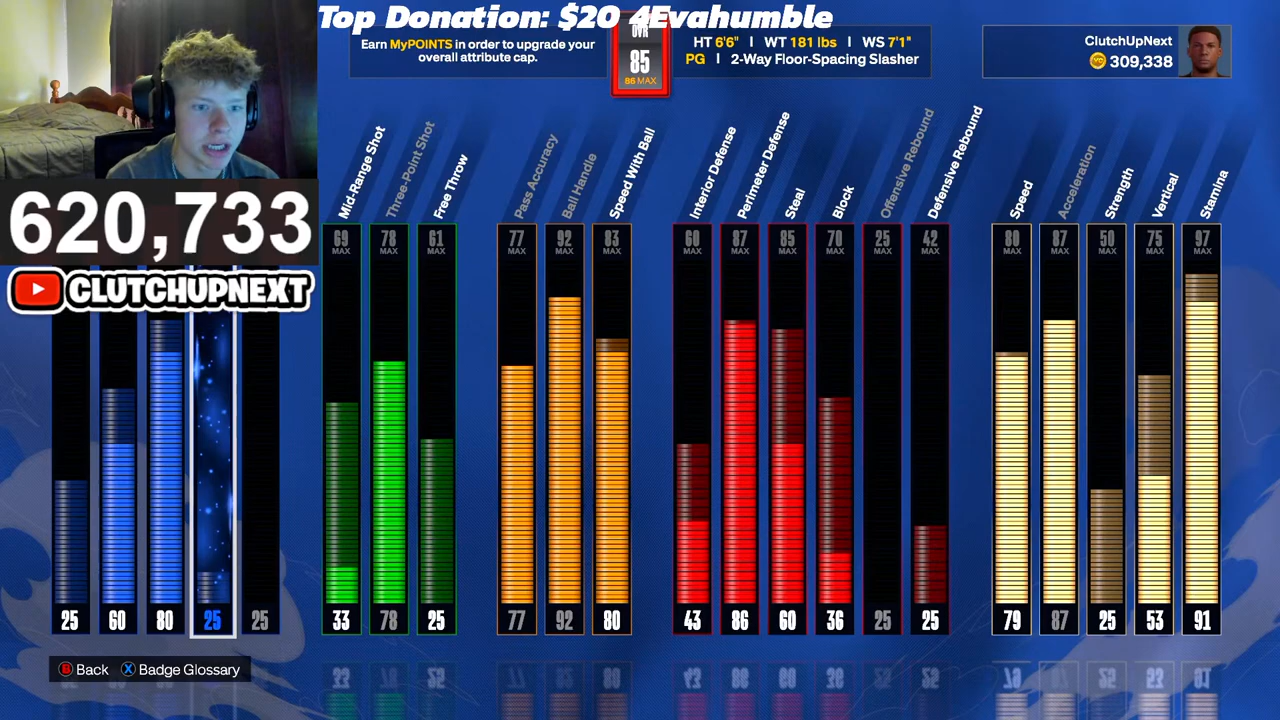 Top Donation: $20 4Evahumble
Earn MyPOINTS in order to upgrade your
overall attribute cap.
OVR
85
86 MAX
HT 6'6" | WT 181 lbs | WS 7'1"
PG | 2-Way Floor-Spacing Slasher
ClutchUpNext
VC 309,338
620,733
CLUTCHUPNEXT
Mid-Range Shot
Three-Point Shot
Free Throw
Pass Accuracy
Ball Handle
Speed With Ball
Interior Defense
Perimeter Defense
Steal
Block
Offensive Rebound
Defensive Rebound
Speed
Acceleration
Strength
Vertical
Stamina
69 78 61 77 92 83 60 87 85 70 25 42 80 87 50 75 97
MAX MAX MAX MAX MAX MAX MAX MAX MAX MAX MAX MAX MAX MAX MAX MAX MAX
25 60 80 25 25 33 78 25 77 92 80 43 86 60 36 25 25 79 87 25 53 91
B Back X Badge Glossary